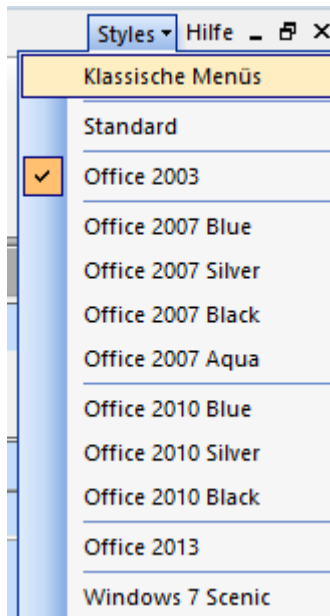 Styles Hilfe
Klassische Menüs
Standard
Office 2003
Office 2007 Blue
Office 2007 Silver
Office 2007 Black
Office 2007 Aqua
Office 2010 Blue
Office 2010 Silver
Office 2010 Black
Office 2013
Windows 7 Scenic